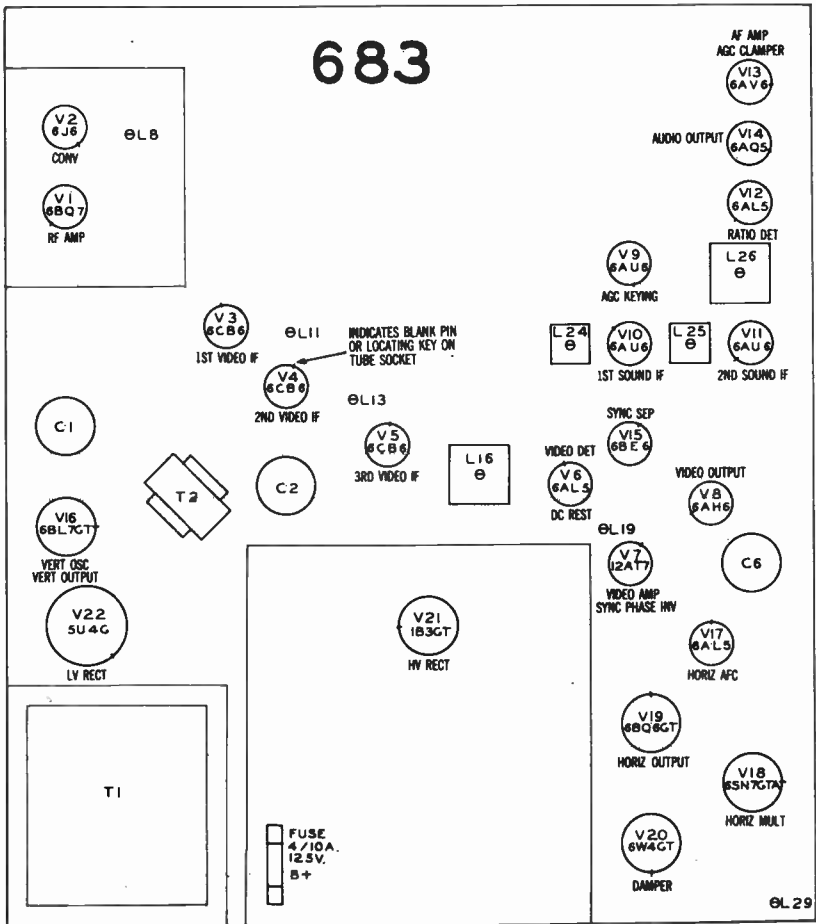 683
AF AMP
AGC CLAMPER
V13
6AV6
V2
6J6
CONV
ΘL8
AUDIO OUTPUT
V14
6AQ5
V1
6BQ7
RF AMP
V12
6AL5
RATIO DET
V9
6AU6
AGC KEYING
L26
Θ
V3
6CB6
1ST VIDEO IF
ΘL11
INDICATES BLANK PIN
OR LOCATING KEY ON
TUBE SOCKET
L24
Θ
V10
6AU6
1ST SOUND IF
L25
Θ
V11
6AU6
2ND SOUND IF
V4
6CB6
2ND VIDEO IF
ΘL13
C1
V5
6CB6
3RD VIDEO IF
SYNC SEP
V15
6BE6
L16
Θ
VIDEO DET
V6
6AL5
DC REST
VIDEO OUTPUT
V8
6AH6
T2
C2
V16
6BL7GT
VERT OSC
VERT OUTPUT
ΘL19
V7
12AT7
VIDEO AMP
SYNC PHASE INV
C6
V22
5U4G
LV RECT
V21
1B3GT
HV RECT
V17
6AL5
HORIZ AFC
V19
6BQ6GT
HORIZ OUTPUT
T1
V18
6SN7GTA
HORIZ MULT
FUSE
4/10A.
125V.
B+
V20
6W4GT
DAMPER
ΘL29